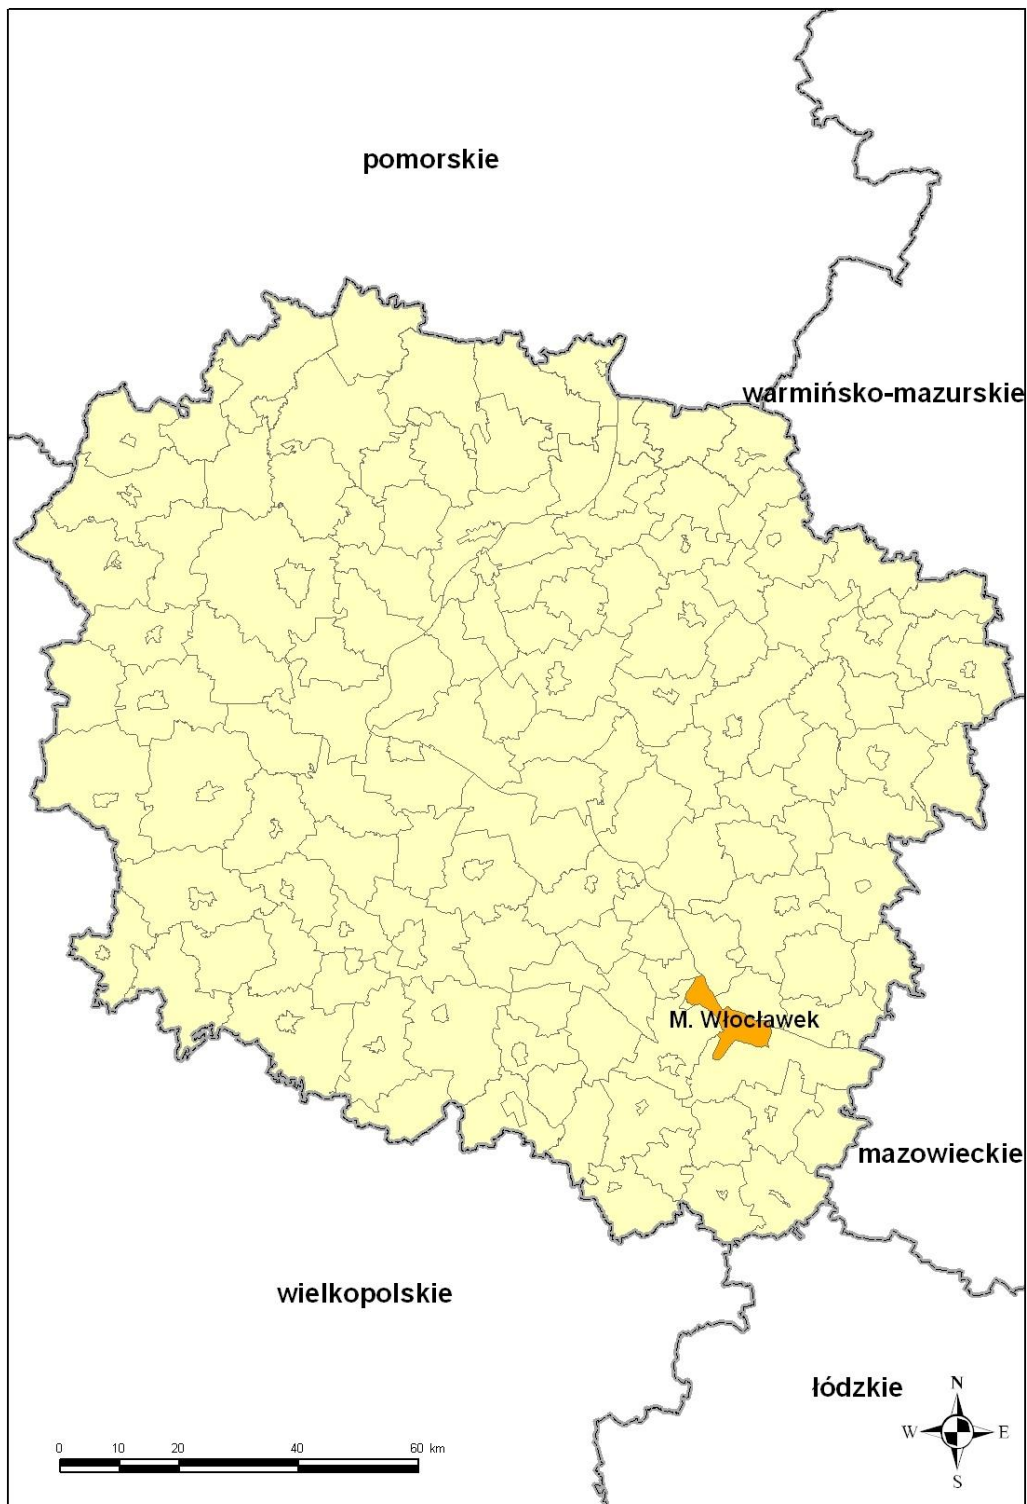 pomorskie
warmińsko-mazurskie
M. Włocławek
mazowieckie
wielkopolskie
łódzkie
N
W E
S
0 10 20 40 60 km